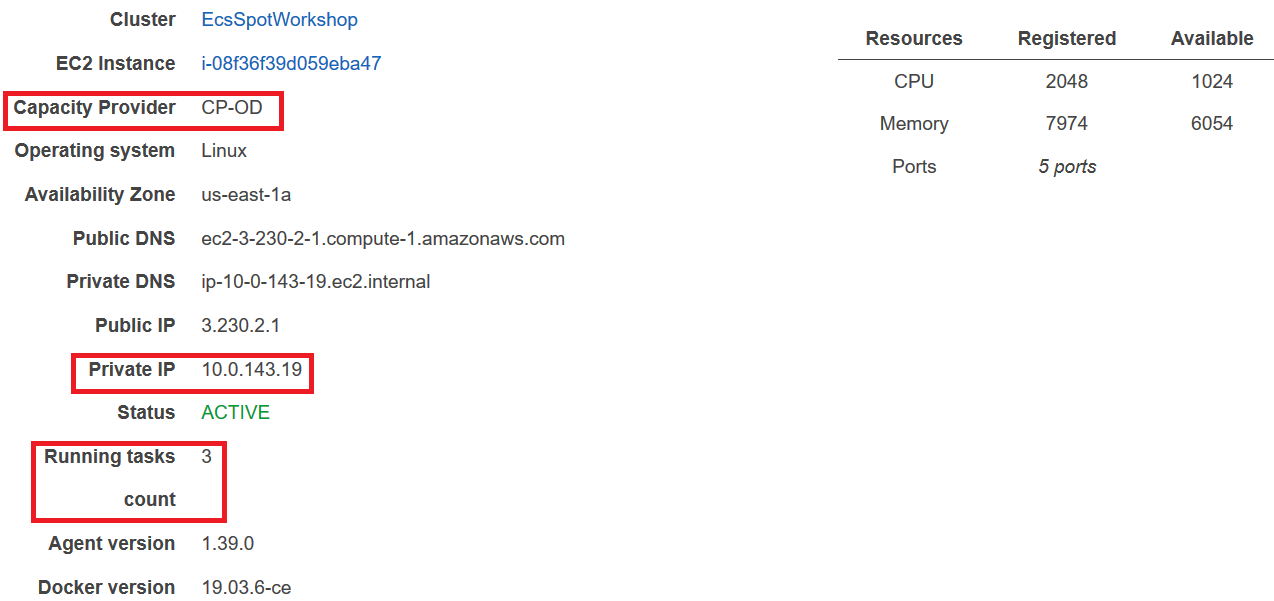 Cluster EcsSpotWorkshop
EC2 Instance i-08f36f39d059eba47
Capacity Provider CP-OD
Operating system Linux
Availability Zone us-east-1a
Public DNS ec2-3-230-2-1.compute-1.amazonaws.com
Private DNS ip-10-0-143-19.ec2.internal
Public IP 3.230.2.1
Private IP 10.0.143.19
Status ACTIVE
Running tasks 3
count
Agent version 1.39.0
Docker version 19.03.6-ce
Resources Registered Available
CPU 2048 1024
Memory 7974 6054
Ports 5 ports